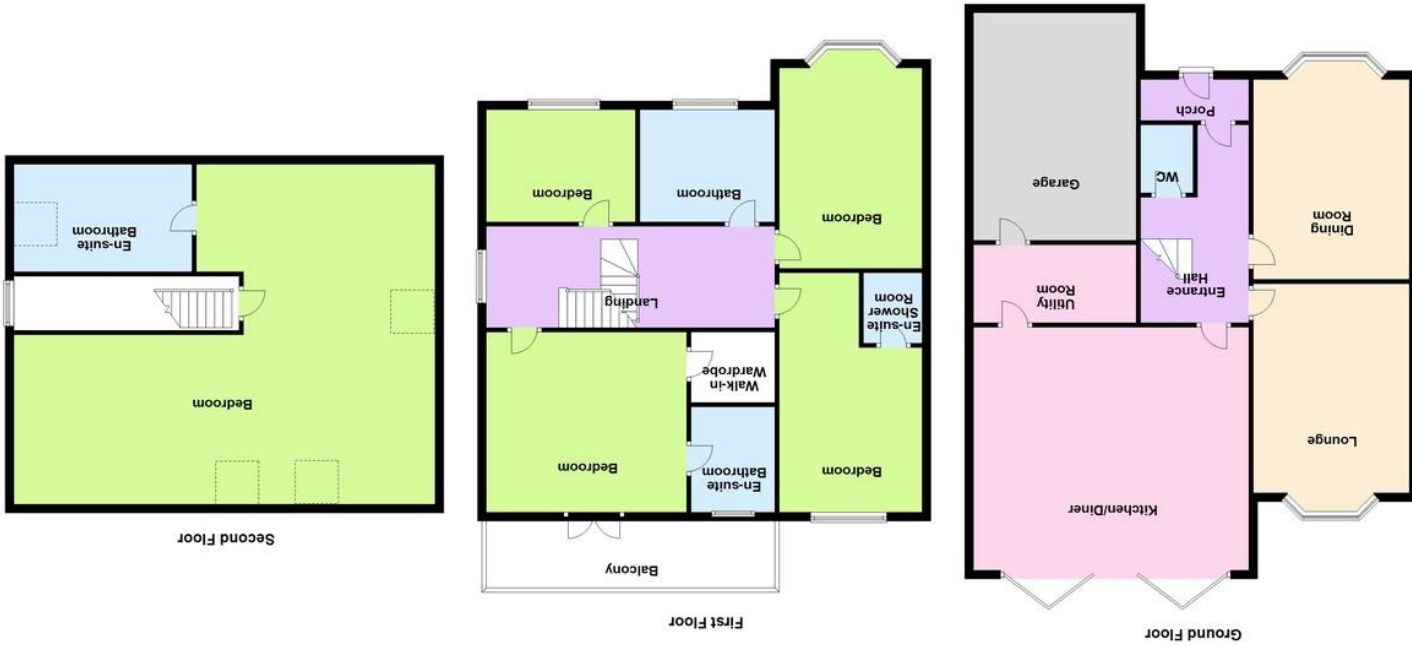 Ground Floor
Kitchen/Diner
Lounge
Utility
Room
Entrance
Hall
Dining
Room
WC
Garage
Porch
First Floor
Balcony
Bedroom
En-suite
Bathroom
Bedroom
Walk-in
Wardrobe
En-suite
Shower
Room
Landing
Bedroom
Bathroom
Bedroom
Second Floor
Bedroom
En-suite
Bathroom